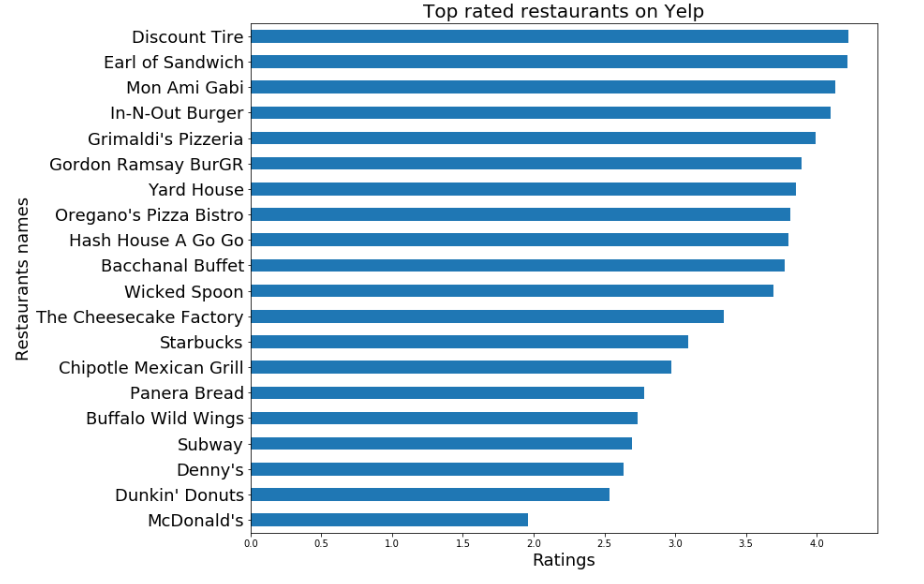 Top rated restaurants on Yelp
Restaurants names
Discount Tire
Earl of Sandwich
Mon Ami Gabi
In-N-Out Burger
Grimaldi's Pizzeria
Gordon Ramsay BurGR
Yard House
Oregano's Pizza Bistro
Hash House A Go Go
Bacchanal Buffet
Wicked Spoon
The Cheesecake Factory
Starbucks
Chipotle Mexican Grill
Panera Bread
Buffalo Wild Wings
Subway
Denny's
Dunkin' Donuts
McDonald's
0.0 0.5 1.0 1.5 2.0 2.5 3.0 3.5 4.0
Ratings